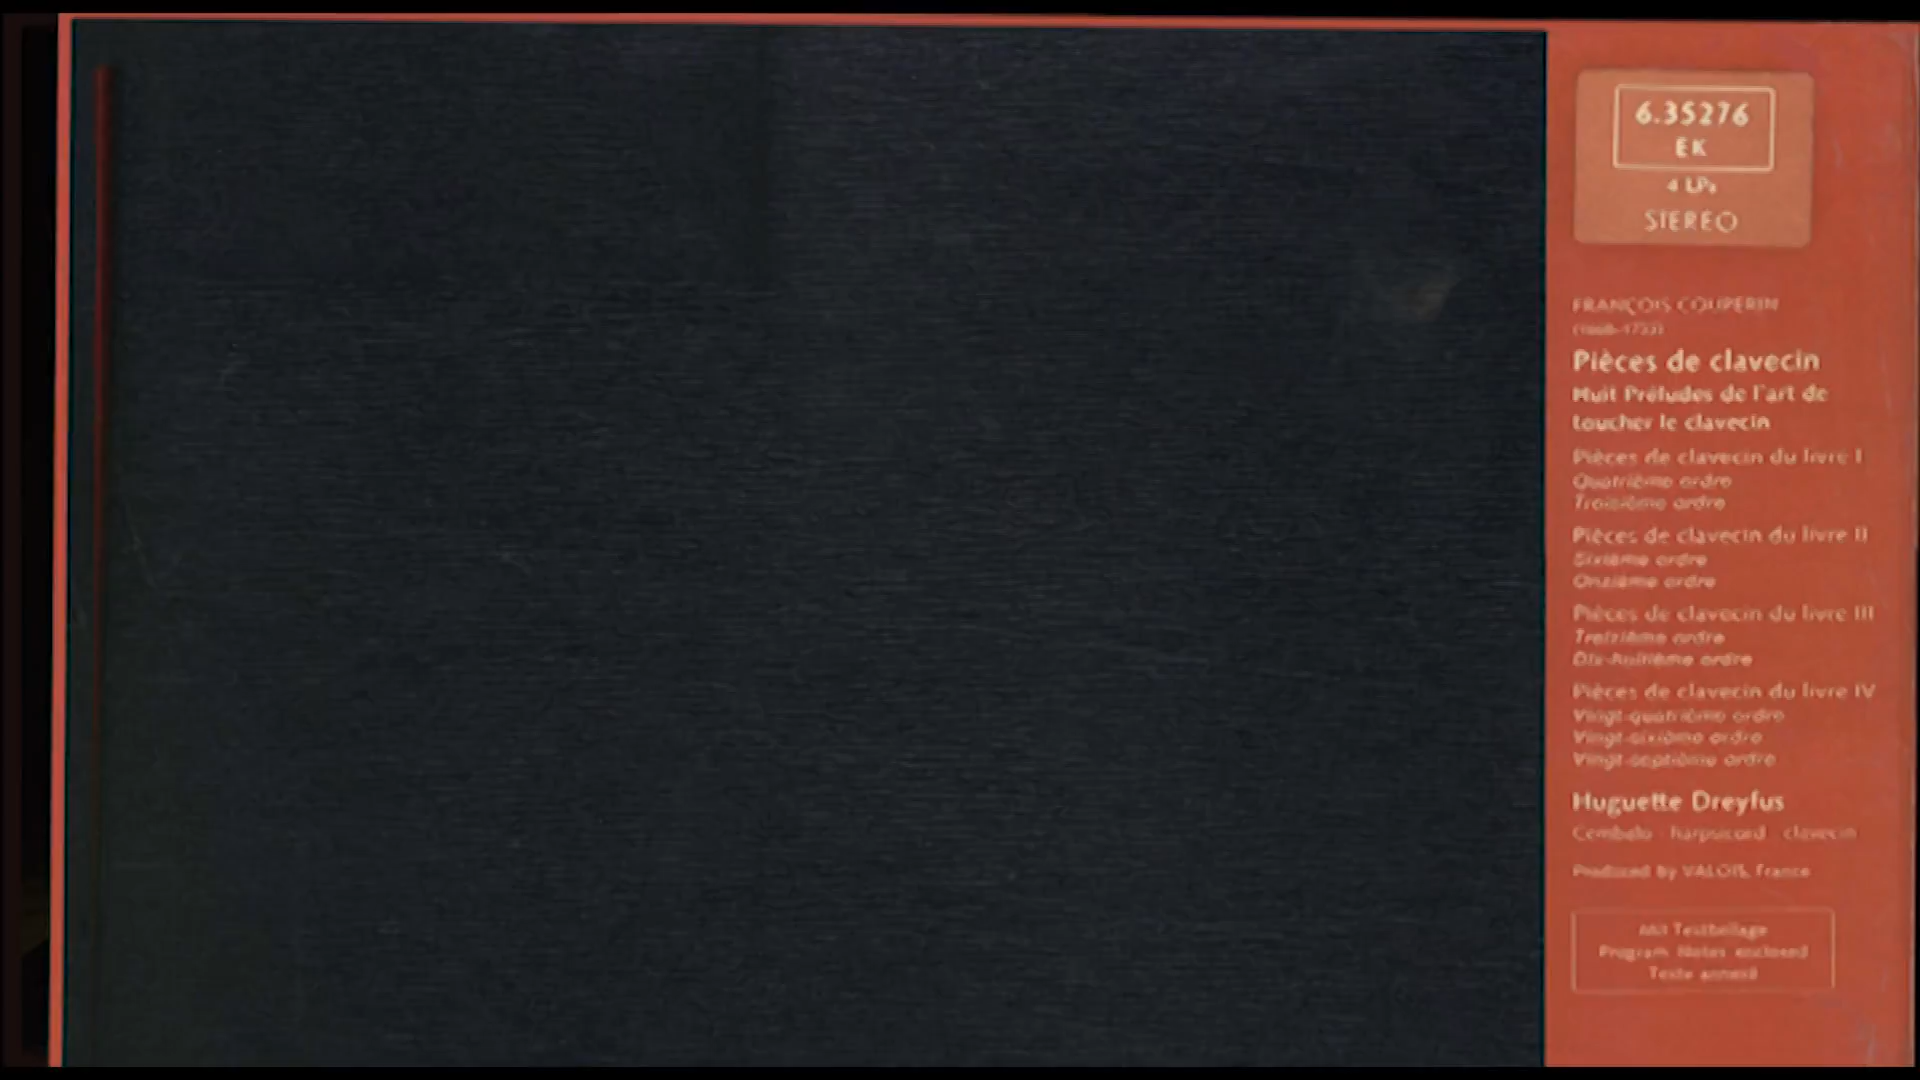 6.35276
EK
4 LPs
STEREO
FRANÇOIS COUPERIN
Pièces de clavecin
Huit Préludes de l'art de
toucher le clavecin
Pièces de clavecin du livre I
Quatrième ordre
Troisième ordre
Pièces de clavecin du livre II
Sixième ordre
Onzième ordre
Pièces de clavecin du livre III
Treizième ordre
Dix-huitième ordre
Pièces de clavecin du livre IV
Vingt-quatrième ordre
Vingt-sixième ordre
Vingt-septième ordre
Huguette Dreyfus
Cembalo · harpsicord · clavecin
Produced by VALOIS, France
Mit Textbeilage
Program Notes enclosed
Texte annexé